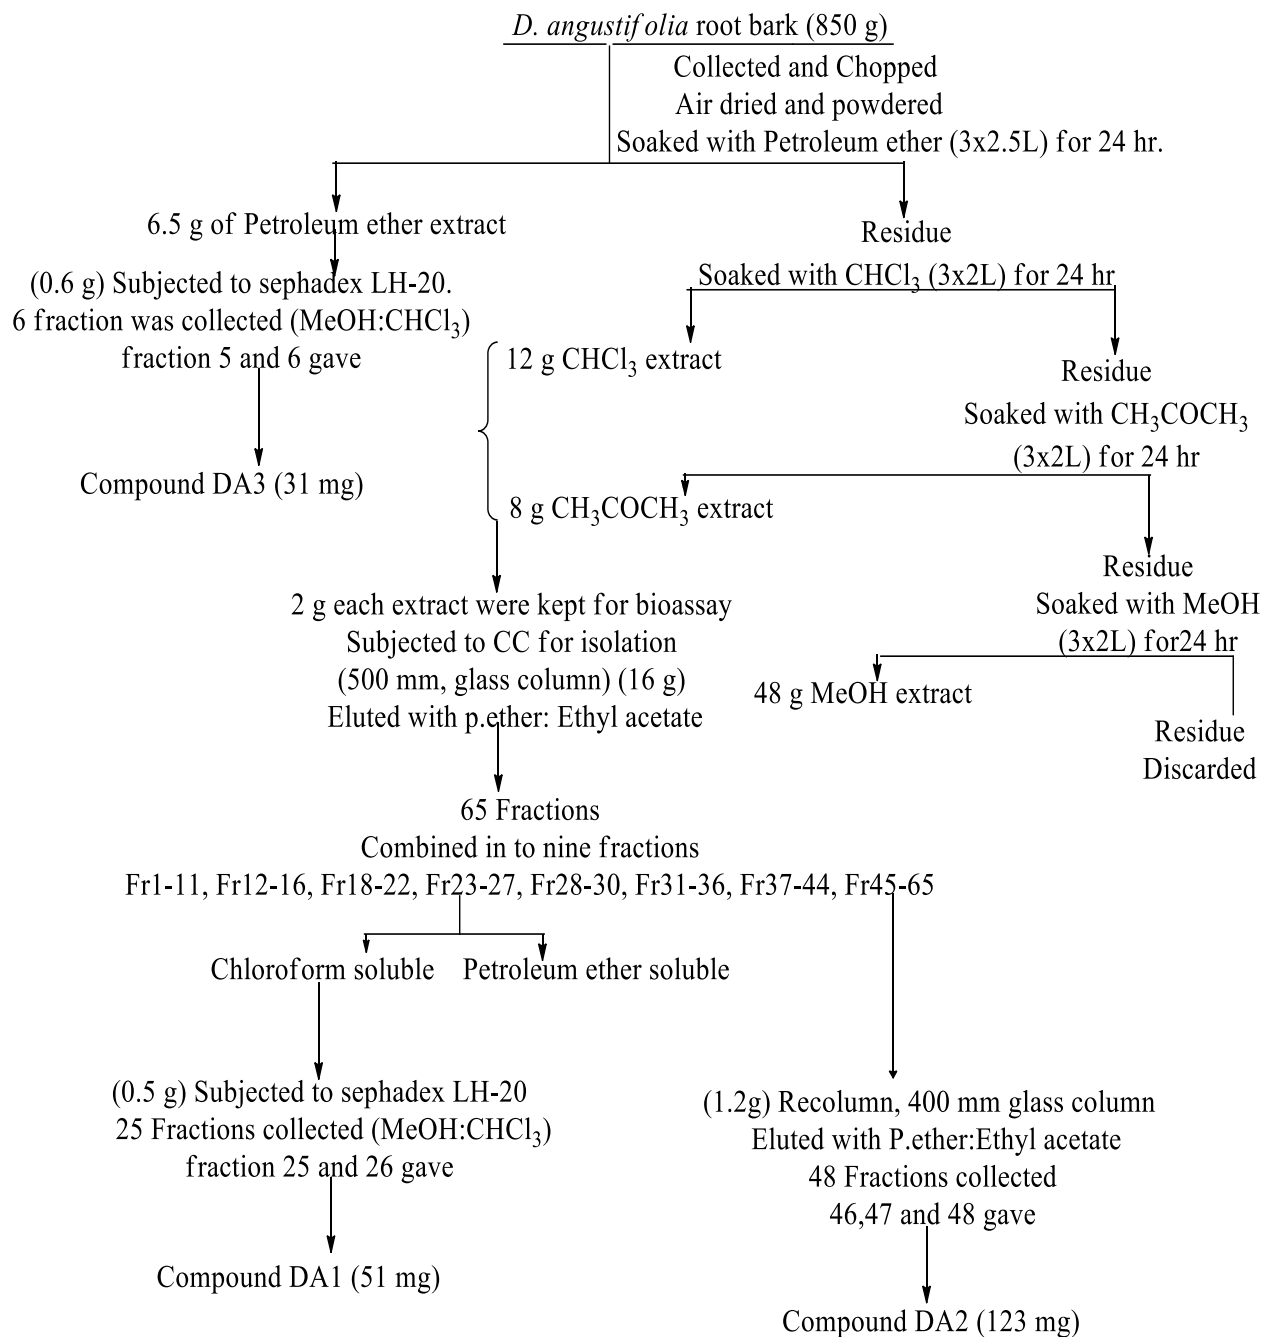 D. angustifolia root bark (850 g)
Collected and Chopped
Air dried and powdered
Soaked with Petroleum ether (3x2.5L) for 24 hr.
6.5 g of Petroleum ether extract
(0.6 g) Subjected to sephadex LH-20.
6 fraction was collected (MeOH:CHCl₃)
fraction 5 and 6 gave
Compound DA3 (31 mg)
Residue
Soaked with CHCl₃ (3x2L) for 24 hr
12 g CHCl₃ extract
Residue
Soaked with CH₃COCH₃
(3x2L) for 24 hr
8 g CH₃COCH₃ extract
Residue
Soaked with MeOH
(3x2L) for24 hr
48 g MeOH extract
Residue
Discarded
2 g each extract were kept for bioassay
Subjected to CC for isolation
(500 mm, glass column) (16 g)
Eluted with p.ether: Ethyl acetate
65 Fractions
Combined in to nine fractions
Fr1-11, Fr12-16, Fr18-22, Fr23-27, Fr28-30, Fr31-36, Fr37-44, Fr45-65
Chloroform soluble
Petroleum ether soluble
(0.5 g) Subjected to sephadex LH-20
25 Fractions collected (MeOH:CHCl₃)
fraction 25 and 26 gave
Compound DA1 (51 mg)
(1.2g) Recolumn, 400 mm glass column
Eluted with P.ether:Ethyl acetate
48 Fractions collected
46,47 and 48 gave
Compound DA2 (123 mg)